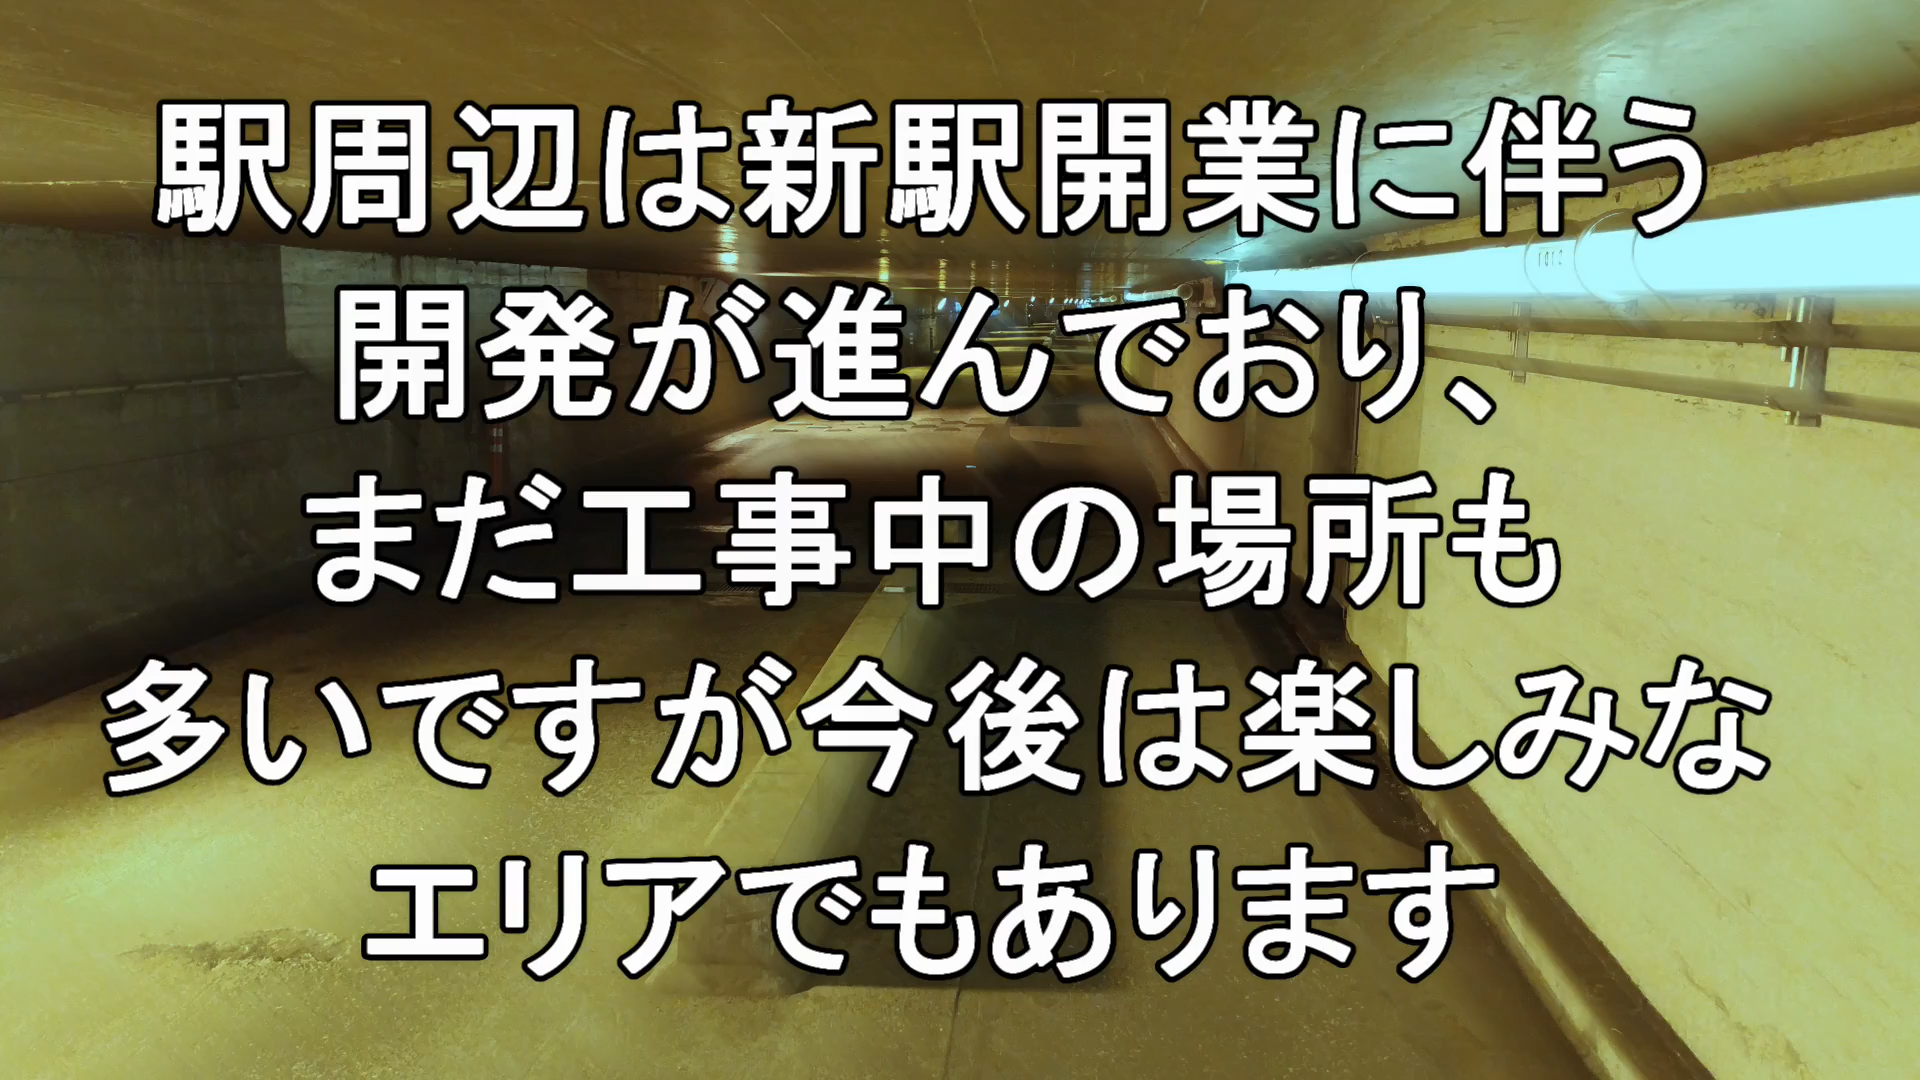 駅周辺は新駅開業に伴う
開発が進んでおり、
まだ工事中の場所も
多いですが今後は楽しみな
エリアでもあります